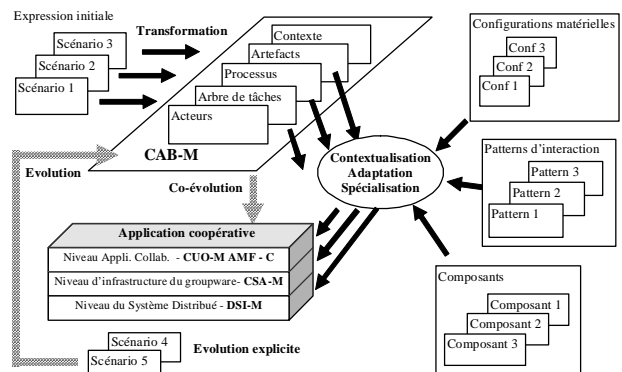 Expression initiale
Transformation
Scénario 3
Scénario 2
Scénario 1
Contexte
Artefacts
Processus
Arbre de tâches
Acteurs
CAB-M
Configurations matérielles
Conf 3
Conf 2
Conf 1
Contextualisation
Adaptation
Spécialisation
Patterns d'interaction
Pattern 3
Pattern 2
Pattern 1
Evolution
Co-évolution
Application coopérative
Niveau Appli. Collab. - CUO-M AMF - C
Niveau d'infrastructure du groupware- CSA-M
Niveau du Système Distribué - DSI-M
Composants
Composant 1
Composant 2
Composant 3
Scénario 4
Scénario 5
Evolution explicite